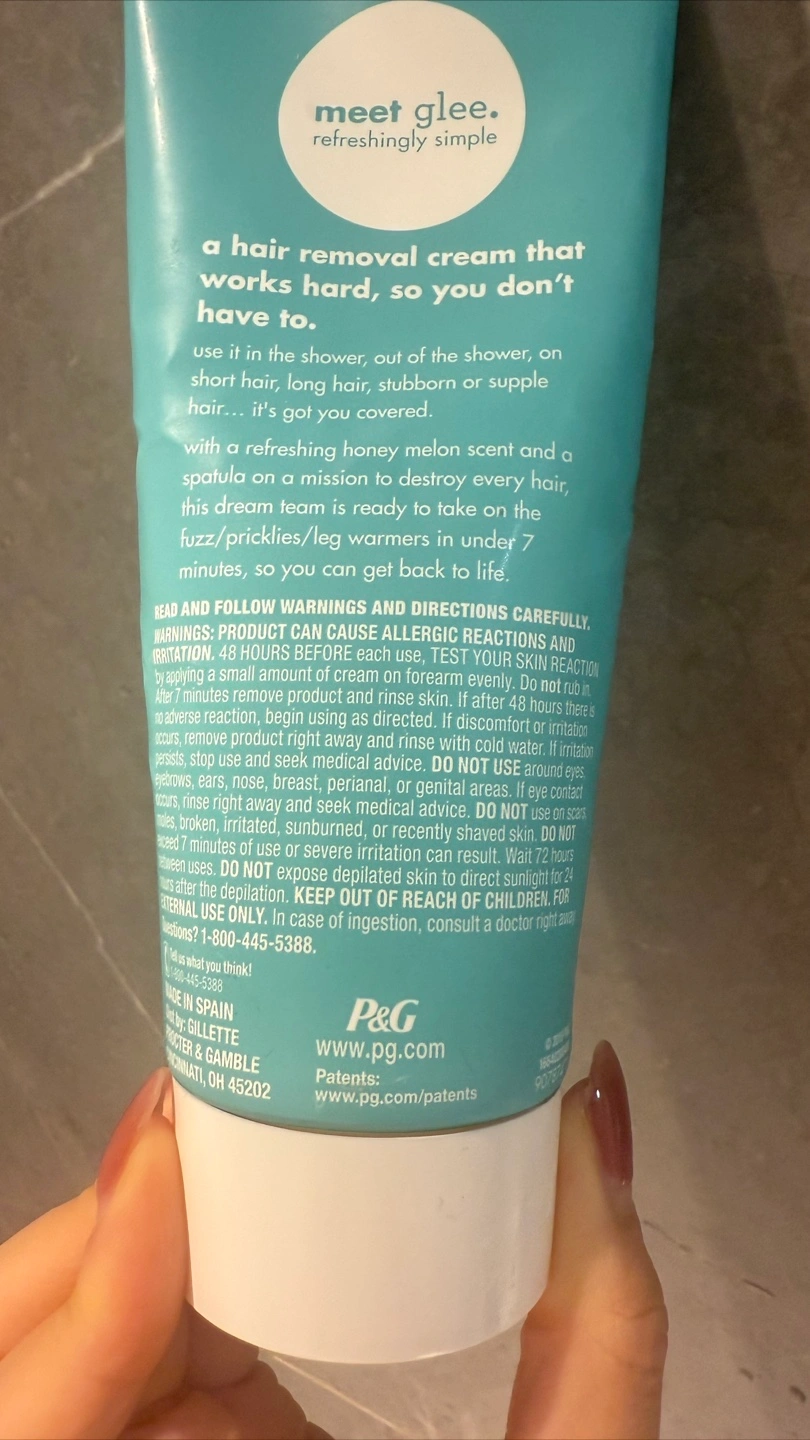 meet glee.
refreshingly simple
a hair removal cream that
works hard, so you don't
have to.
use it in the shower, out of the shower, on
short hair, long hair, stubborn or supple
hair... it's got you covered.
with a refreshing honey melon scent and a
spatula on a mission to destroy every hair,
this dream team is ready to take on the
fuzz/pricklies/leg warmers in under 7
minutes, so you can get back to life.
READ AND FOLLOW WARNINGS AND DIRECTIONS CAREFULLY.
WARNINGS: PRODUCT CAN CAUSE ALLERGIC REACTIONS AND
IRRITATION. 48 HOURS BEFORE each use, TEST YOUR SKIN REACTION
by applying a small amount of cream on forearm evenly. Do not rub in.
After 7 minutes remove product and rinse skin. If after 48 hours there is
no adverse reaction, begin using as directed. If discomfort or irritation
occurs, remove product right away and rinse with cold water. If irritation
persists, stop use and seek medical advice. DO NOT USE around eyes,
eyebrows, ears, nose, breast, perianal, or genital areas. If eye contact
occurs, rinse right away and seek medical advice. DO NOT use on scars,
moles, broken, irritated, sunburned, or recently shaved skin. DO NOT
exceed 7 minutes of use or severe irritation can result. Wait 72 hours
between uses. DO NOT expose depilated skin to direct sunlight for 24
hours after the depilation. KEEP OUT OF REACH OF CHILDREN. FOR
EXTERNAL USE ONLY. In case of ingestion, consult a doctor right away.
Questions? 1-800-445-5388.
Tell us what you think!
1-800-445-5388
MADE IN SPAIN
Dist by: GILLETTE
PROCTER & GAMBLE
CINCINNATI, OH 45202
P&G
www.pg.com
Patents:
www.pg.com/patents